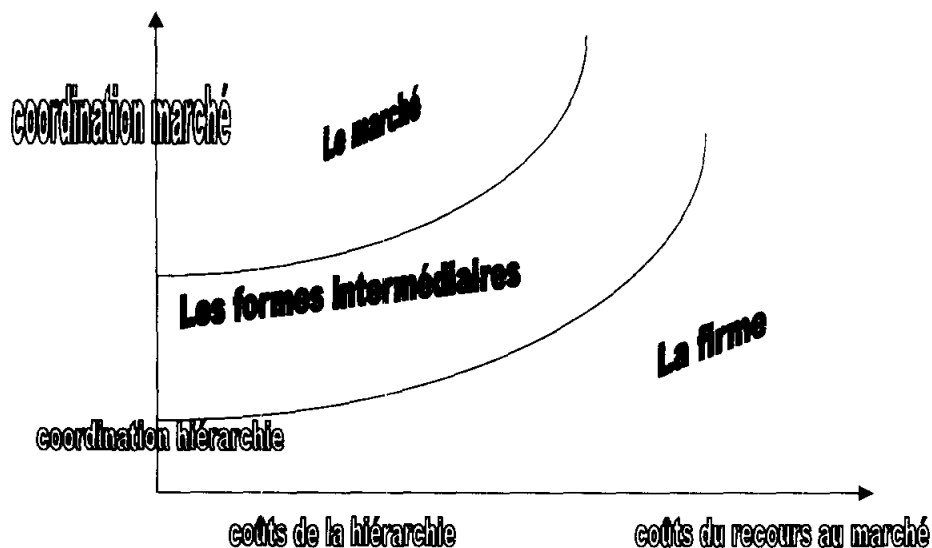 coordination marché
Le marché
Les formes intermédiaires
La firme
coordination hiérarchie
coûts de la hiérarchie
coûts du recours au marché